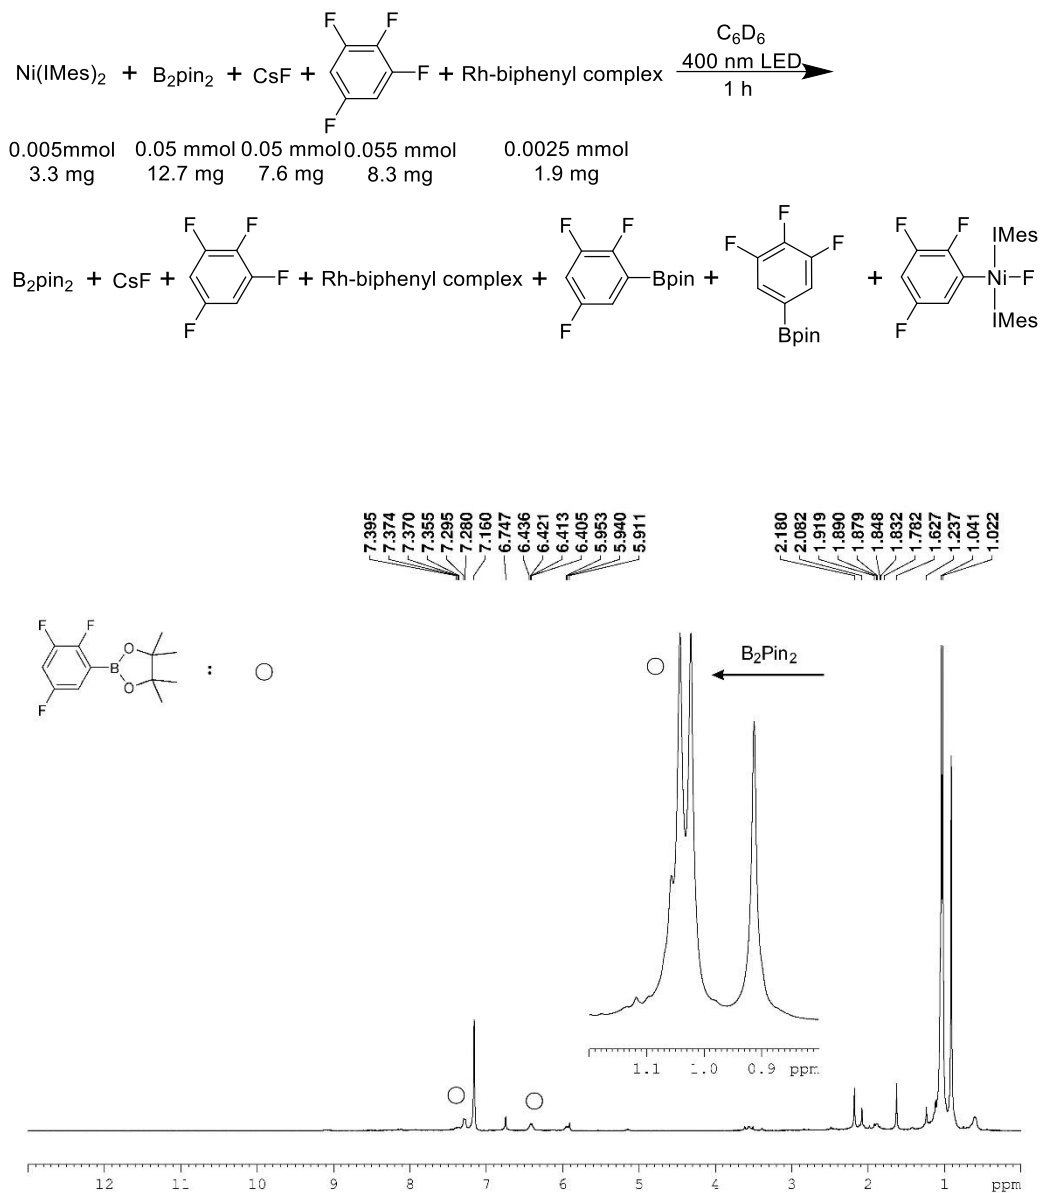 C6D6
Ni(IMes)2 + B2pin2 + CsF + F F F F + Rh-biphenyl complex 400 nm LED
1 h
0.005mmol 0.05 mmol 0.05 mmol 0.055 mmol 0.0025 mmol
3.3 mg 12.7 mg 7.6 mg 8.3 mg 1.9 mg
B2pin2 + CsF + F F F F + Rh-biphenyl complex + F F F Bpin + F F F Bpin + F F F IMes Ni F IMes
7.395 7.374 7.370 7.355 7.295 7.280 7.160 6.747 6.436 6.421 6.413 6.405 5.953 5.940 5.911
2.180 2.082 1.919 1.890 1.879 1.848 1.832 1.782 1.627 1.237 1.041 1.022
F F F B O O :
B2Pin2
1.1 1.0 0.9 ppm
12 11 10 9 8 7 6 5 4 3 2 1 ppm